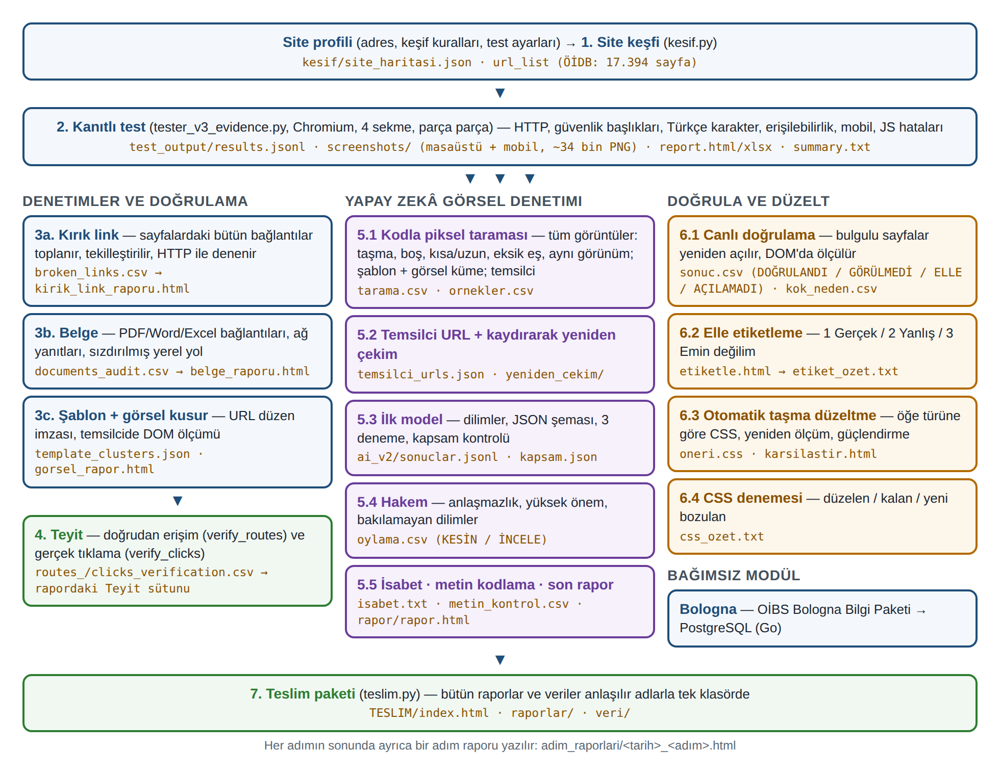 Site profili (adres, keşif kuralları, test ayarları) → 1. Site keşfi (kesif.py)
kesif/site_haritasi.json · url_list (ÖİDB: 17.394 sayfa)
▼
2. Kanıtlı test (tester_v3_evidence.py, Chromium, 4 sekme, parça parça) — HTTP, güvenlik başlıkları, Türkçe karakter, erişilebilirlik, mobil, JS hataları
test_output/results.jsonl · screenshots/ (masaüstü + mobil, ~34 bin PNG) · report.html/xlsx · summary.txt
▼ ▼ ▼
DENETIMLER VE DOĞRULAMA
3a. Kırık link — sayfalardaki bütün bağlantılar
toplanır, tekilleştirilir, HTTP ile denenir
broken_links.csv →
kirik_link_raporu.html
3b. Belge — PDF/Word/Excel bağlantıları, ağ
yanıtları, sızdırılmış yerel yol
documents_audit.csv → belge_raporu.html
3c. Şablon + görsel kusur — URL düzen
imzası, temsilcide DOM ölçümü
template_clusters.json ·
gorsel_rapor.html
▼
4. Teyit — doğrudan erişim (verify_routes) ve
gerçek tıklama (verify_clicks)
routes_/clicks_verification.csv →
rapordaki Teyit sütunu
YAPAY ZEKÂ GÖRSEL DENETIMI
5.1 Kodla piksel taraması — tüm görüntüler:
taşma, boş, kısa/uzun, eksik eş, aynı görünüm;
şablon + görsel küme; temsilci
tarama.csv · ornekler.csv
5.2 Temsilci URL + kaydırarak yeniden
çekim
temsilci_urls.json · yeniden_cekim/
5.3 İlk model — dilimler, JSON şeması, 3
deneme, kapsam kontrolü
ai_v2/sonuclar.jsonl · kapsam.json
5.4 Hakem — anlaşmazlık, yüksek önem,
bakılamayan dilimler
oylama.csv (KESİN / İNCELE)
5.5 İsabet · metin kodlama · son rapor
isabet.txt · metin_kontrol.csv ·
rapor/rapor.html
DOĞRULA VE DÜZELT
6.1 Canlı doğrulama — bulgulu sayfalar
yeniden açılır, DOM'da ölçülür
sonuc.csv (DOĞRULANDI / GÖRÜLMEDİ / ELLE
/ AÇILAMADI) · kok_neden.csv
6.2 Elle etiketleme — 1 Gerçek / 2 Yanlış / 3
Emin değilim
etiketle.html → etiket_ozet.txt
6.3 Otomatik taşma düzeltme — öğe türüne
göre CSS, yeniden ölçüm, güçlendirme
oneri.css · karsilastir.html
6.4 CSS denemesi — düzelen / kalan / yeni
bozulan
css_ozet.txt
BAĞIMSIZ MODÜL
Bologna — OİBS Bologna Bilgi Paketi →
PostgreSQL (Go)
▼
7. Teslim paketi (teslim.py) — bütün raporlar ve veriler anlaşılır adlarla tek klasörde
TESLIM/index.html · raporlar/ · veri/
Her adımın sonunda ayrıca bir adım raporu yazılır: adim_raporlari/<tarih>_<adım>.html